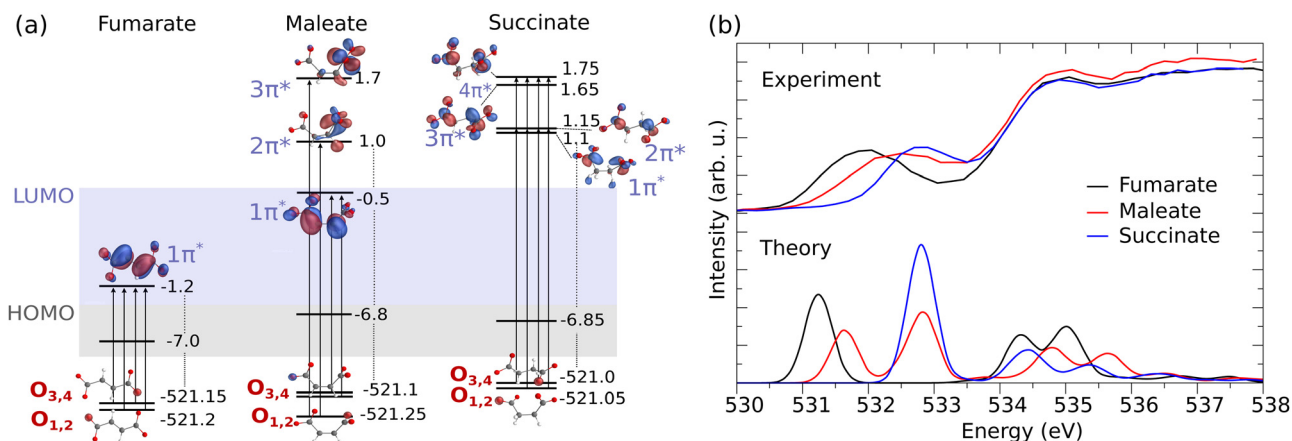 (a)
Fumarate
Maleate
Succinate
3π*
1.7
2π*
1.0
4π*
1.75
1.65
3π*
1.15
1.1
2π*
1π*
LUMO
1π*
-0.5
1π*
-1.2
HOMO
-7.0
-6.8
-6.85
O3,4
-521.15
O1,2
-521.2
O3,4
-521.1
O1,2
-521.25
O3,4
-521.0
O1,2
-521.05
(b)
Experiment
Fumarate
Maleate
Succinate
Theory
Intensity (arb. u.)
530 531 532 533 534 535 536 537 538
Energy (eV)